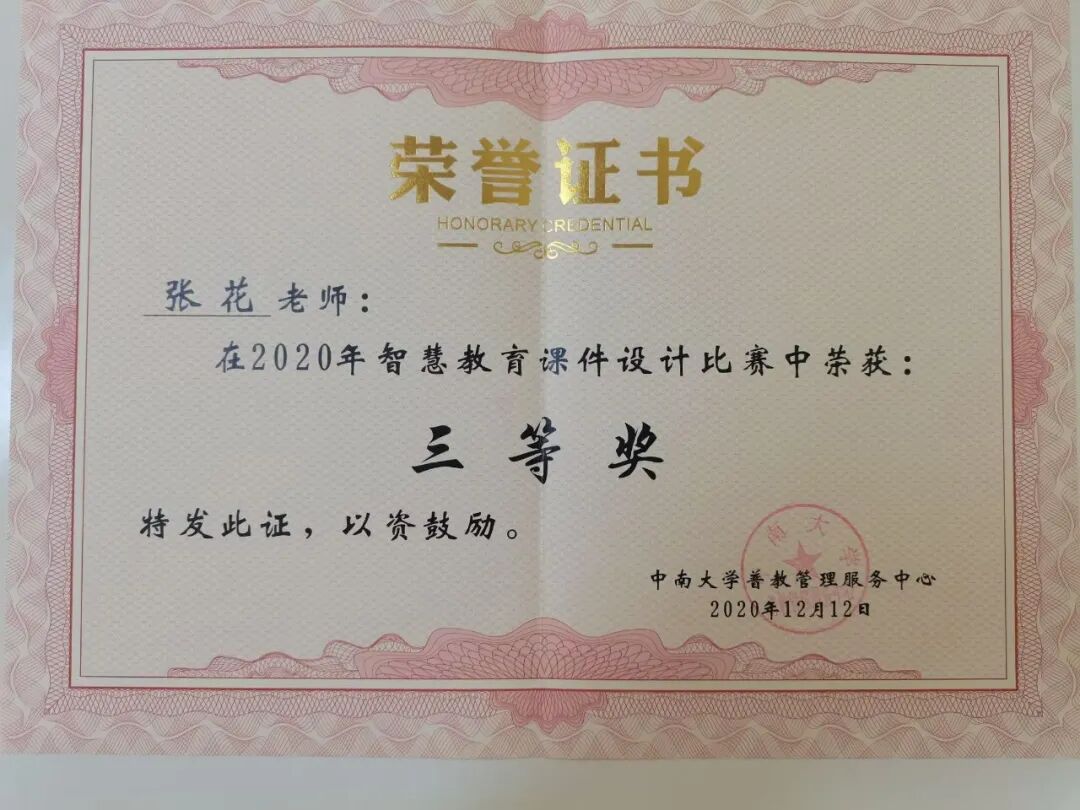 荣誉证书
HONORARY CREDENTIAL
张花老师：
在2020年智慧教育课件设计比赛中荣获：
三等奖
特发此证，以资鼓励。
南大学
中南大学普教管理服务中心
2020年12月12日